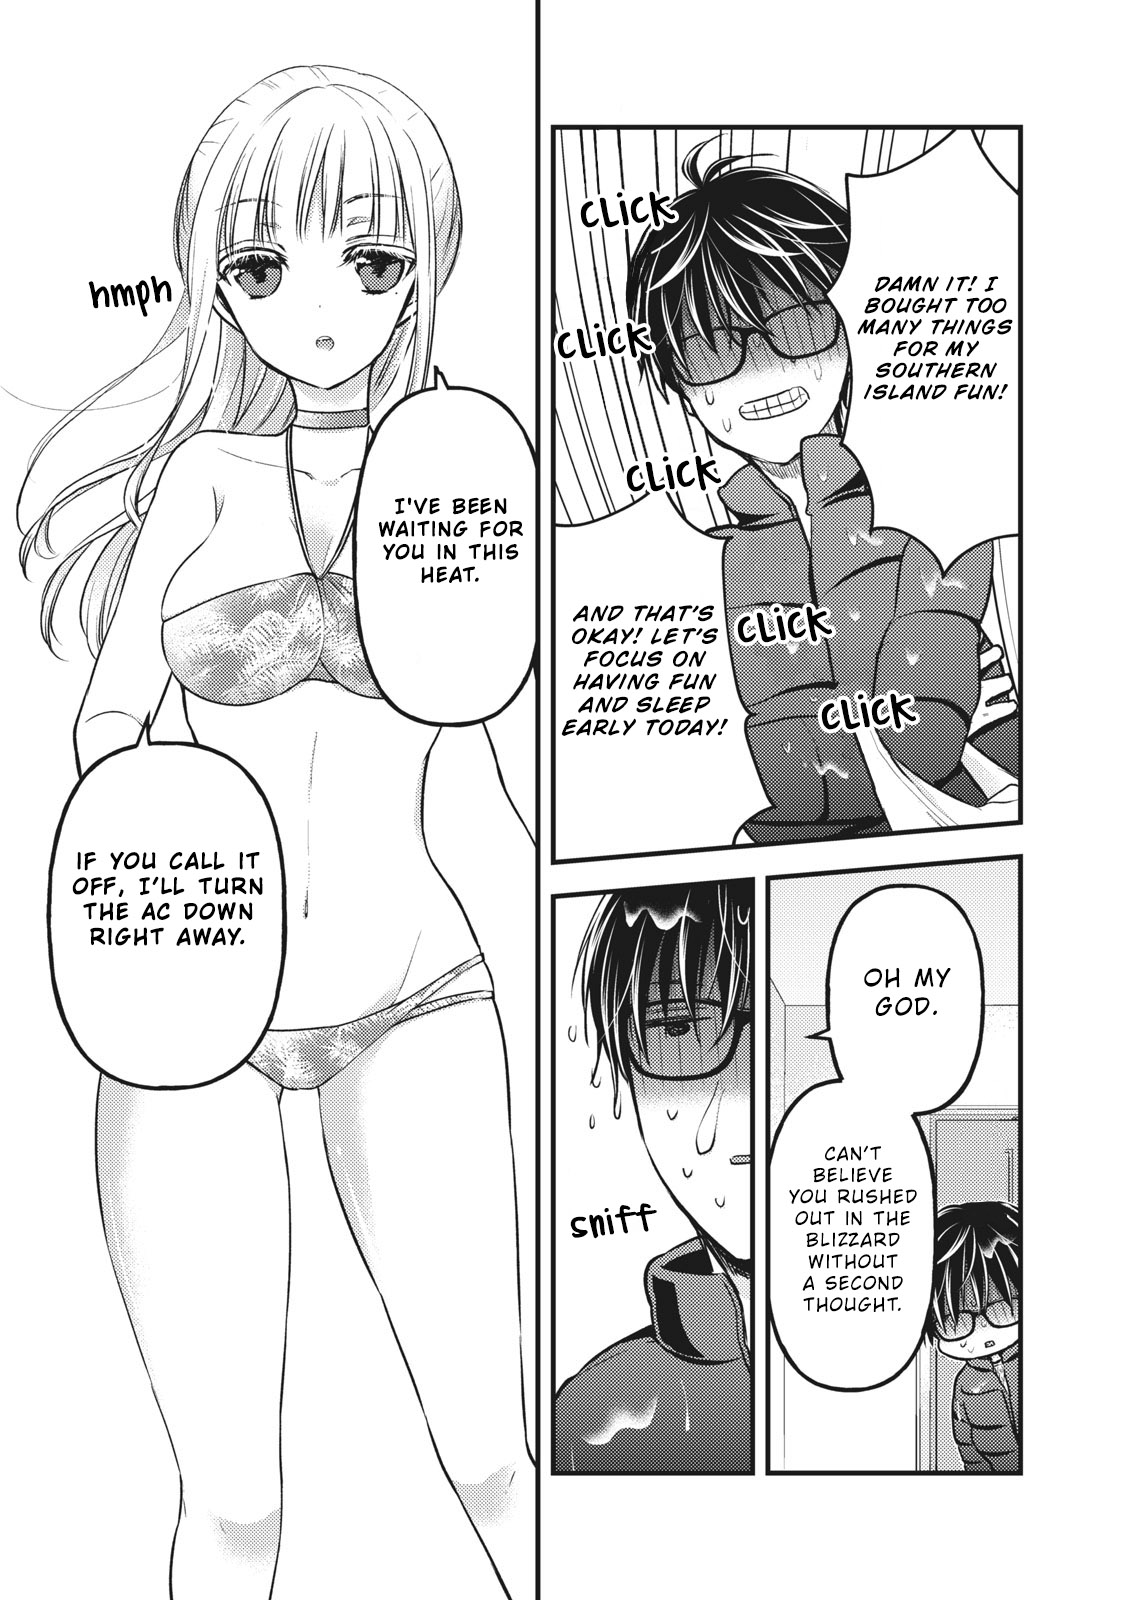 DAMN IT! I
BOUGHT TOO
MANY THINGS
FOR MY
SOUTHERN
ISLAND FUN!
CLICK
CLICK
CLICK
CLICK
CLICK
AND THAT'S
OKAY! LET'S
FOCUS ON
HAVING FUN
AND SLEEP
EARLY TODAY!
OH MY
GOD.
CAN'T
BELIEVE
YOU RUSHED
OUT IN THE
BLIZZARD
WITHOUT
A SECOND
THOUGHT.
sniff
hmph
I'VE BEEN
WAITING FOR
YOU IN THIS
HEAT.
IF YOU CALL IT
OFF, I'LL TURN
THE AC DOWN
RIGHT AWAY.